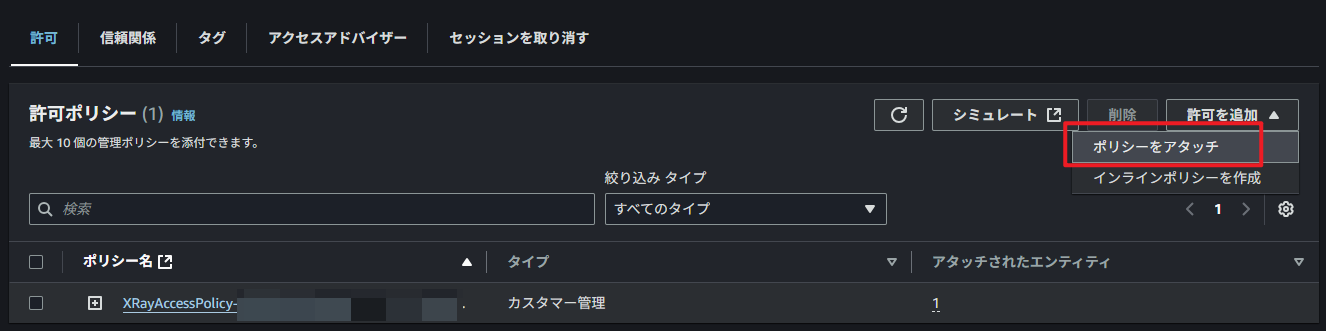 許可 信頼関係 タグ アクセスアドバイザー セッションを取り消す
許可ポリシー (1) 情報
最大 10 個の管理ポリシーを添付できます。
シミュレート 削除 許可を追加
ポリシーをアタッチ
インラインポリシーを作成
絞り込み タイプ
検索 すべてのタイプ 1
ポリシー名 タイプ アタッチされたエンティティ
XRayAccessPolicy- カスタマー管理 1